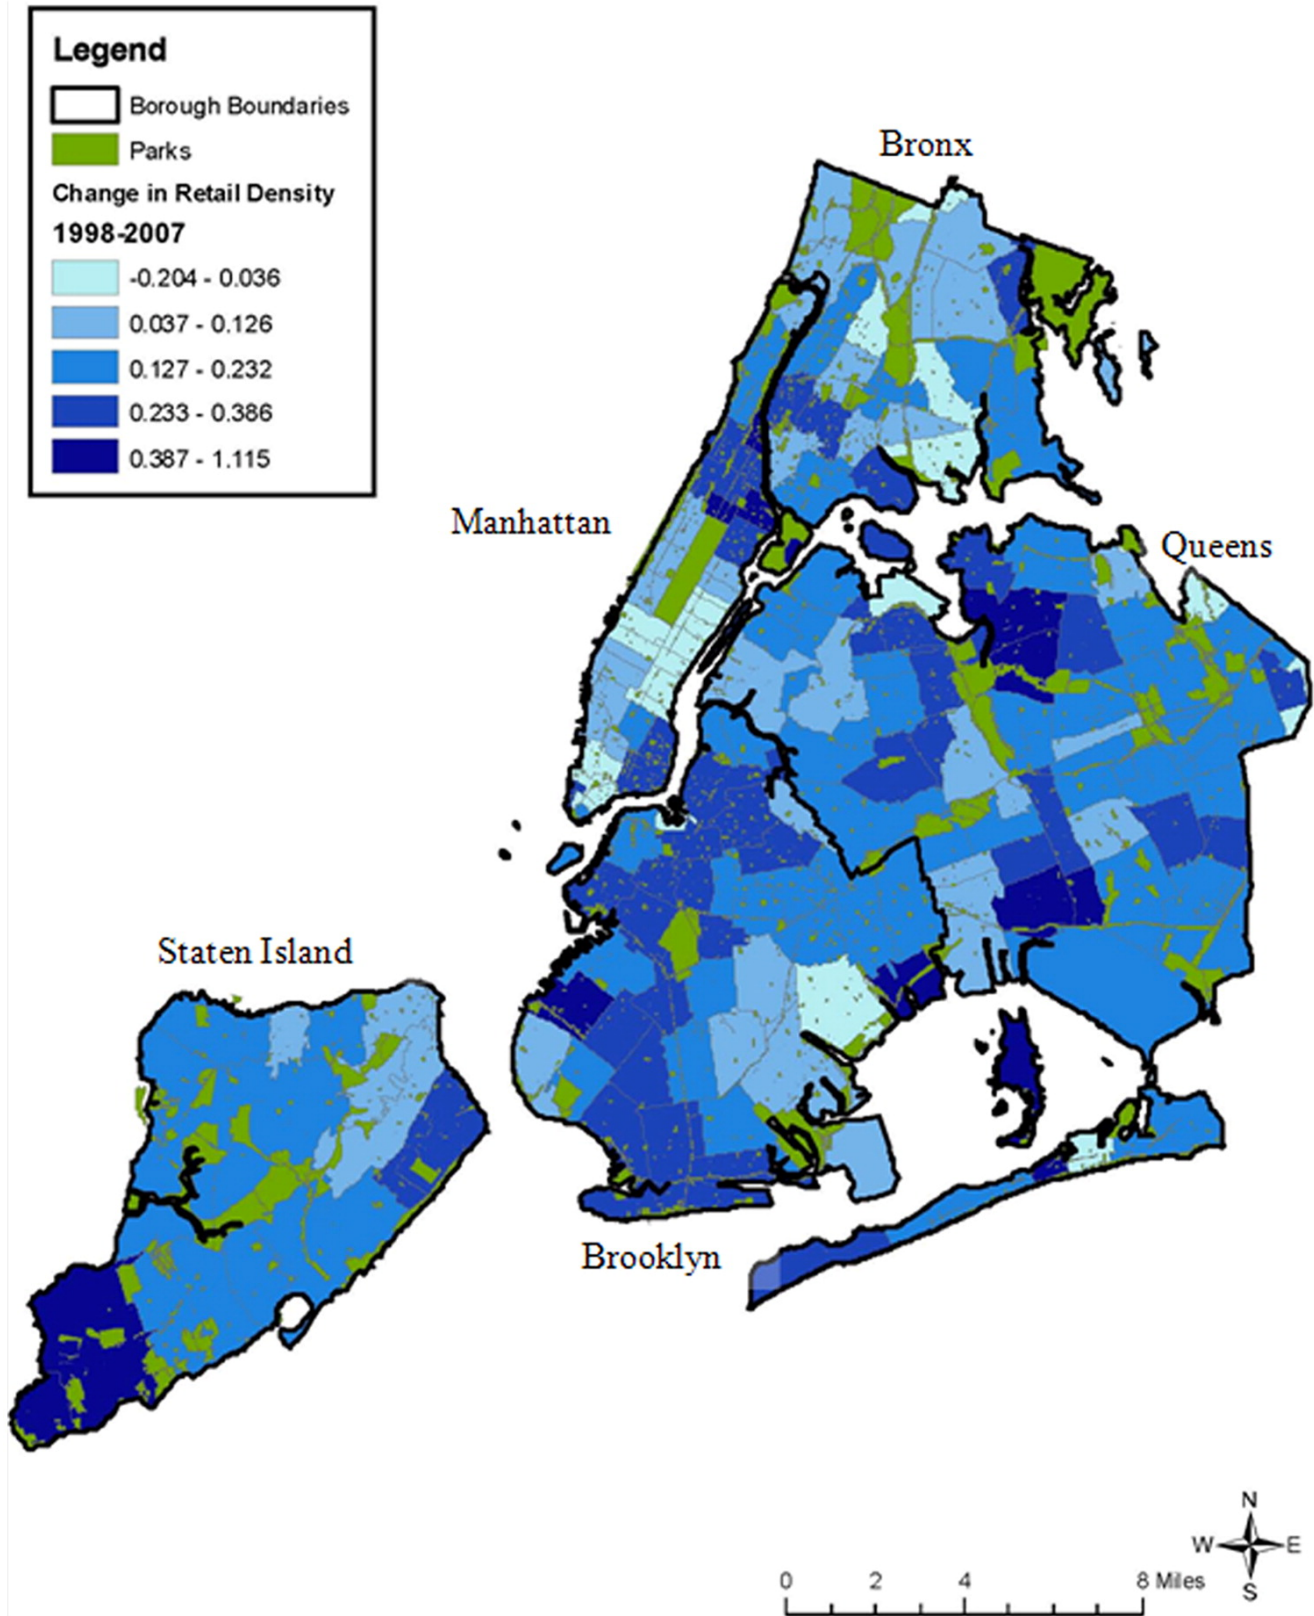 Legend
Borough Boundaries
Parks
Change in Retail Density
1998-2007
-0.204 - 0.036
0.037 - 0.126
0.127 - 0.232
0.233 - 0.386
0.387 - 1.115
Bronx
Manhattan
Queens
Staten Island
Brooklyn
N
W E
S
0 2 4 8 Miles